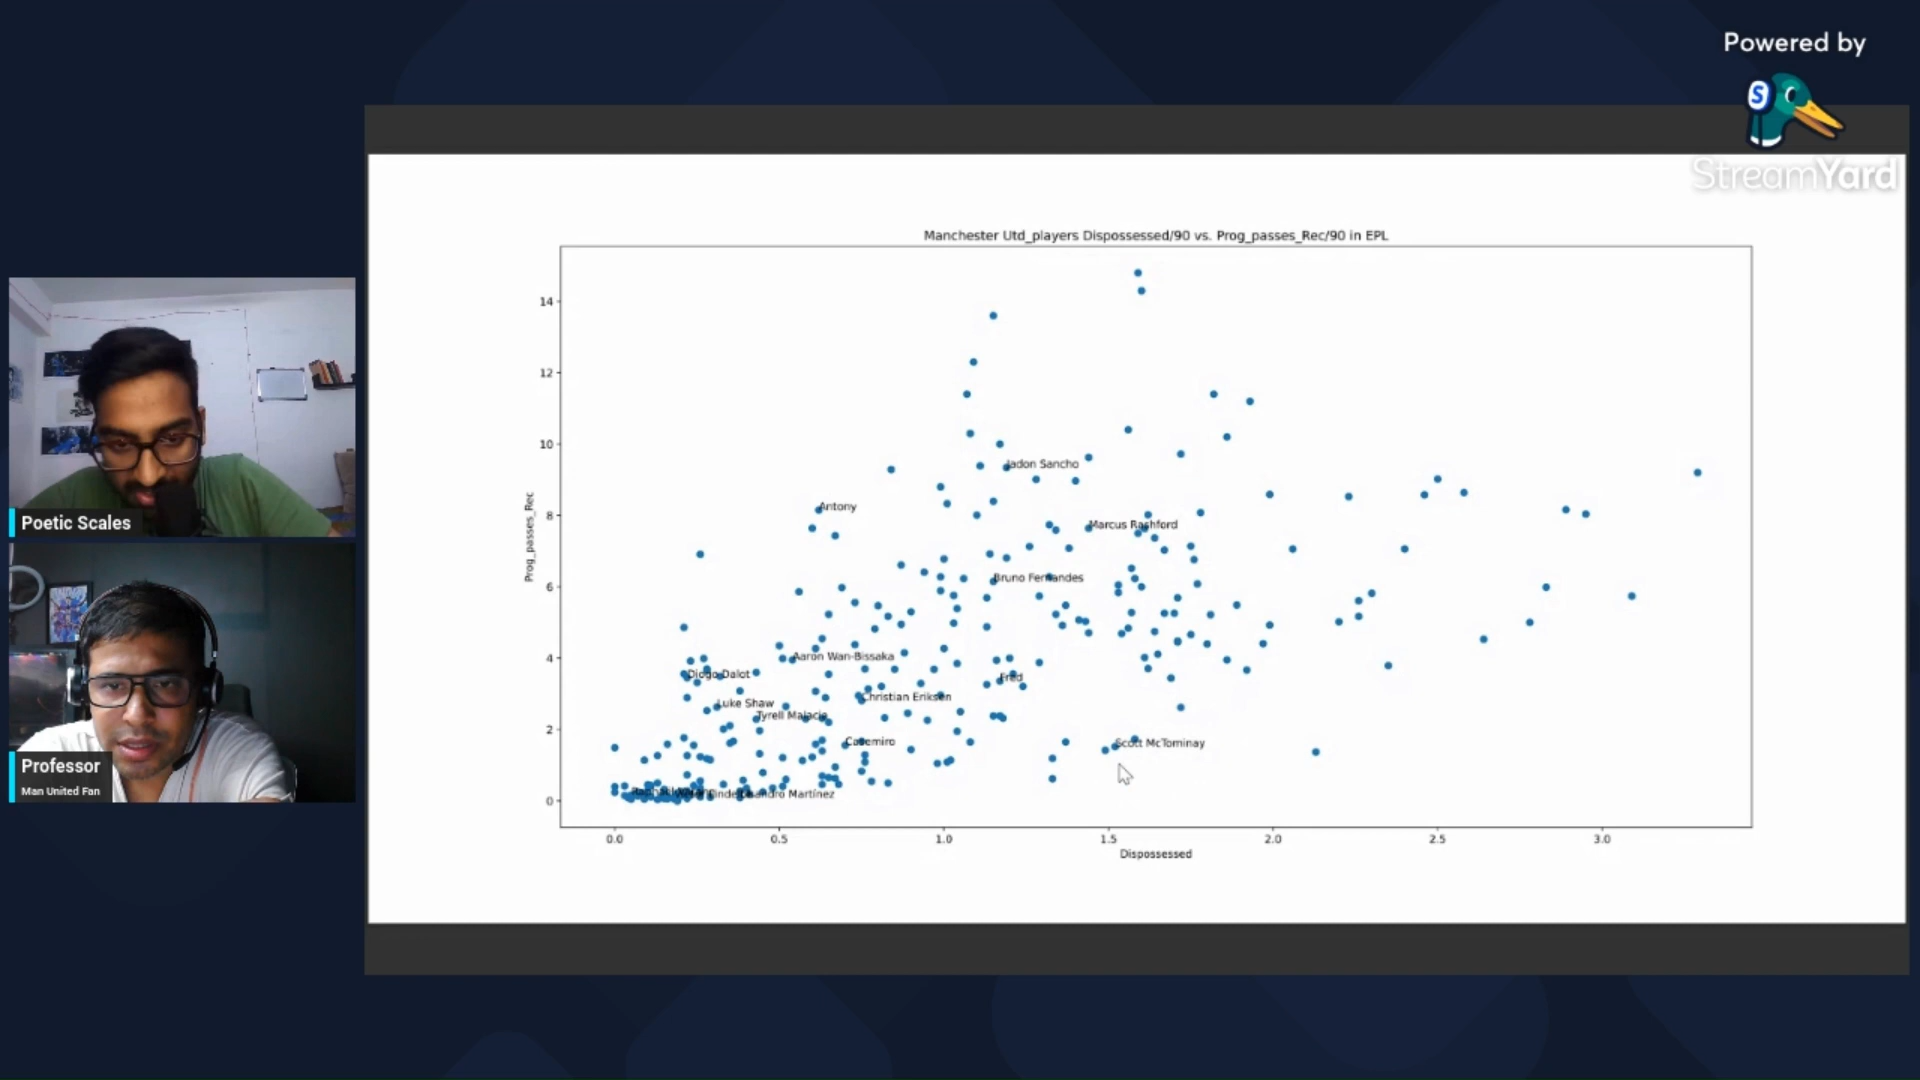 Powered by
S
StreamYard
Manchester Utd_players Dispossessed/90 vs. Prog_passes_Rec/90 in EPL
14
12
Jadon Sancho
10
Antony
Marcus Rashford
8
Prog_passes_Rec
Bruno Fernandes
6
Aaron Wan-Bissaka
4
Diogo Dalot
Fred
Christian Eriksen
Luke Shaw
Tyrell Malacia
2
Casemiro
Scott McTominay
Martínez
0
0.0 0.5 1.0 1.5 2.0 2.5 3.0
Dispossessed
Poetic Scales
Professor
Man United Fan